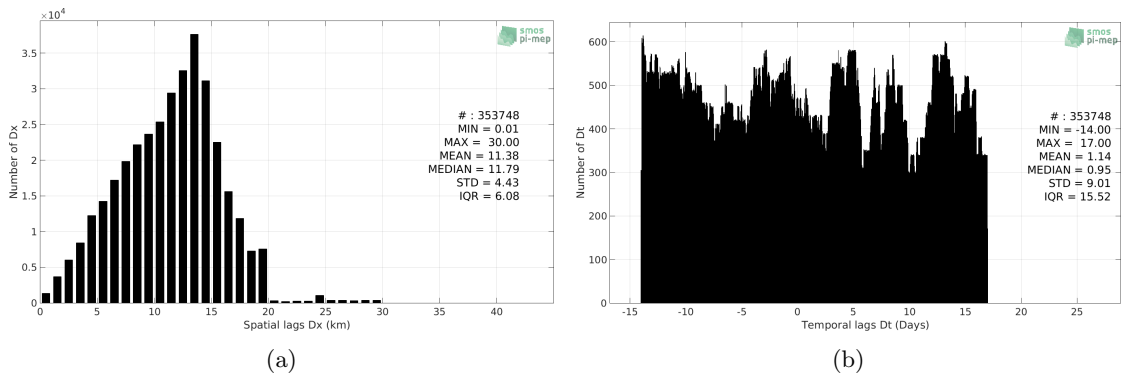 ×10⁴
3.5
3
2.5
2
1.5
1
0.5
0
Number of Dx
0 5 10 15 20 25 30 35 40
Spatial lags Dx (km)
smos
pi-mep
# : 353748
MIN = 0.01
MAX = 30.00
MEAN = 11.38
MEDIAN = 11.79
STD = 4.43
IQR = 6.08
(a)
600
500
400
300
200
100
0
Number of Dt
-15 -10 -5 0 5 10 15 20 25
Temporal lags Dt (Days)
smos
pi-mep
# : 353748
MIN = -14.00
MAX = 17.00
MEAN = 1.14
MEDIAN = 0.95
STD = 9.01
IQR = 15.52
(b)